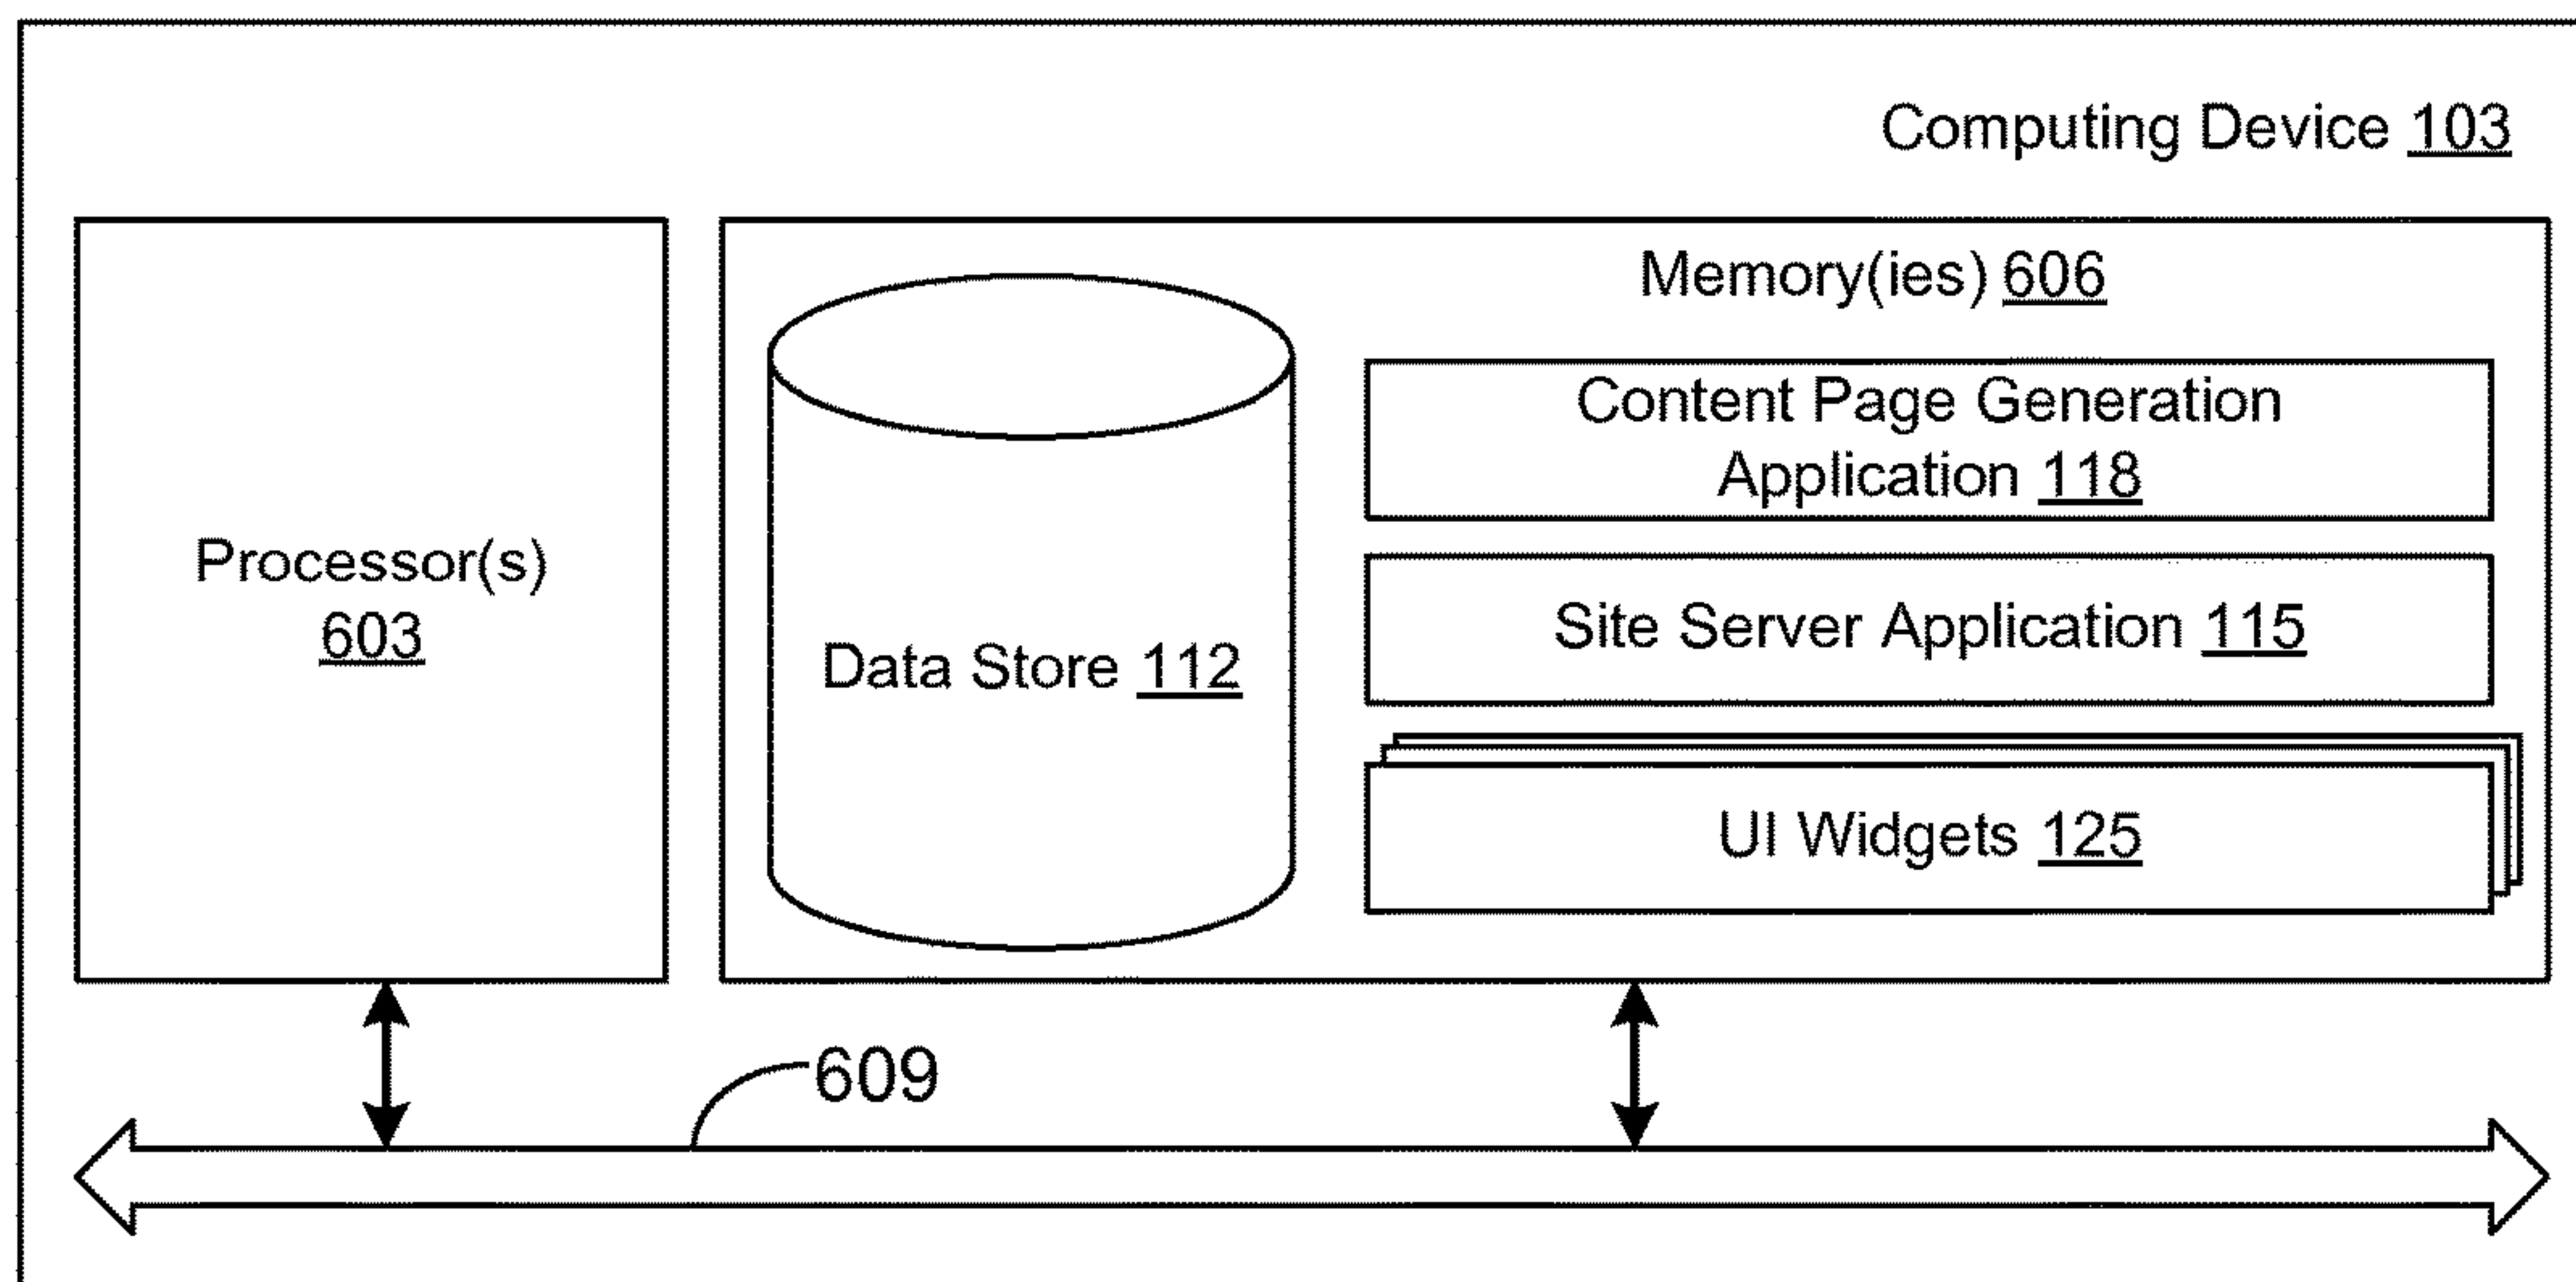 Computing Device 103
Memory(ies) 606
Content Page Generation
Application 118
Processor(s)
603
Site Server Application 115
Data Store 112
UI Widgets 125
609